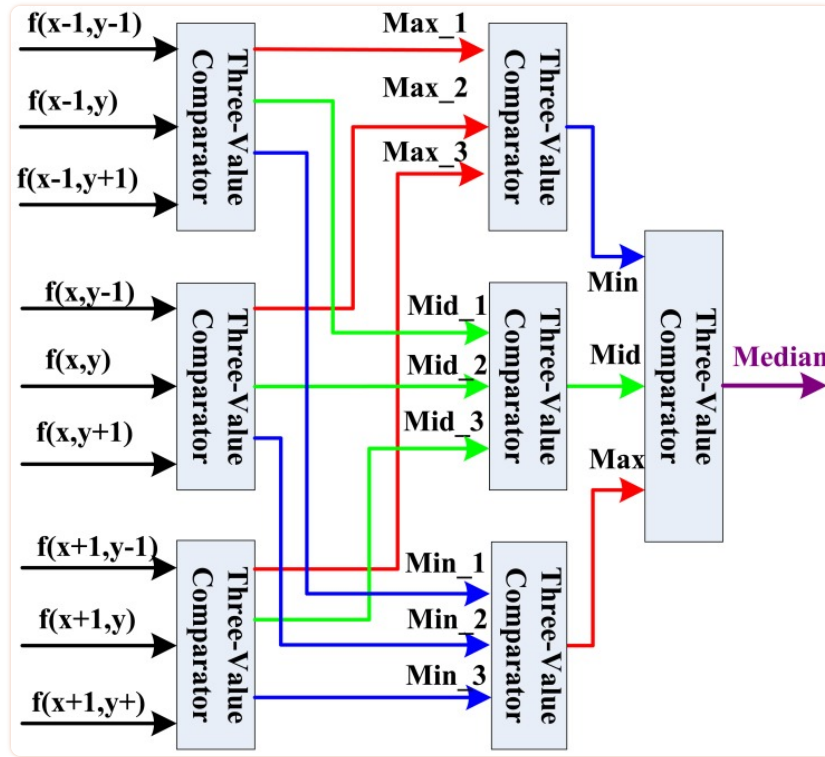 f(x-1,y-1)
f(x-1,y)
f(x-1,y+1)
Three-Value
Comparator
f(x,y-1)
f(x,y)
f(x,y+1)
Three-Value
Comparator
f(x+1,y-1)
f(x+1,y)
f(x+1,y+)
Three-Value
Comparator
Max_1
Max_2
Max_3
Three-Value
Comparator
Mid_1
Mid_2
Mid_3
Three-Value
Comparator
Min_1
Min_2
Min_3
Three-Value
Comparator
Min
Mid
Max
Three-Value
Comparator
Median